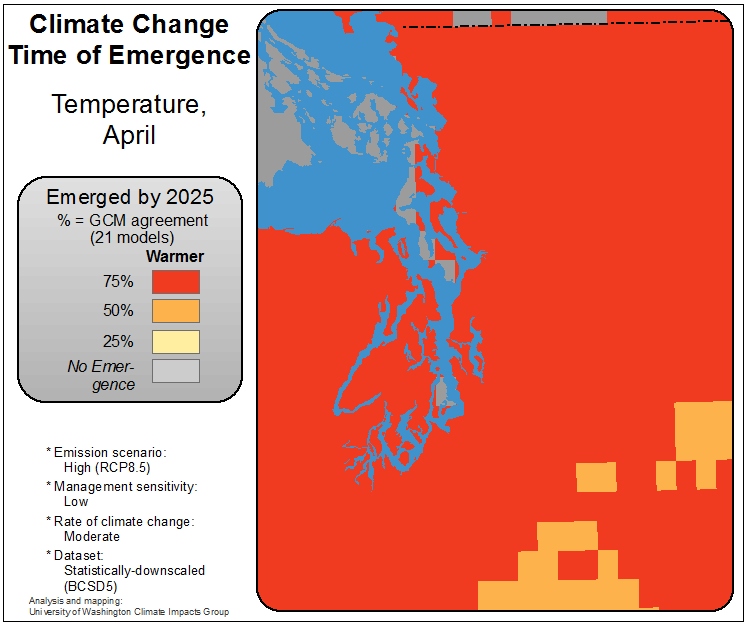 Climate Change
Time of Emergence
Temperature,
April
Emerged by 2025
% = GCM agreement
(21 models)
Warmer
75%
50%
25%
No Emer-
gence
* Emission scenario:
High (RCP8.5)
* Management sensitivity:
Low
* Rate of climate change:
Moderate
* Dataset:
Statistically-downscaled
(BCSD5)
Analysis and mapping:
University of Washington Climate Impacts Group